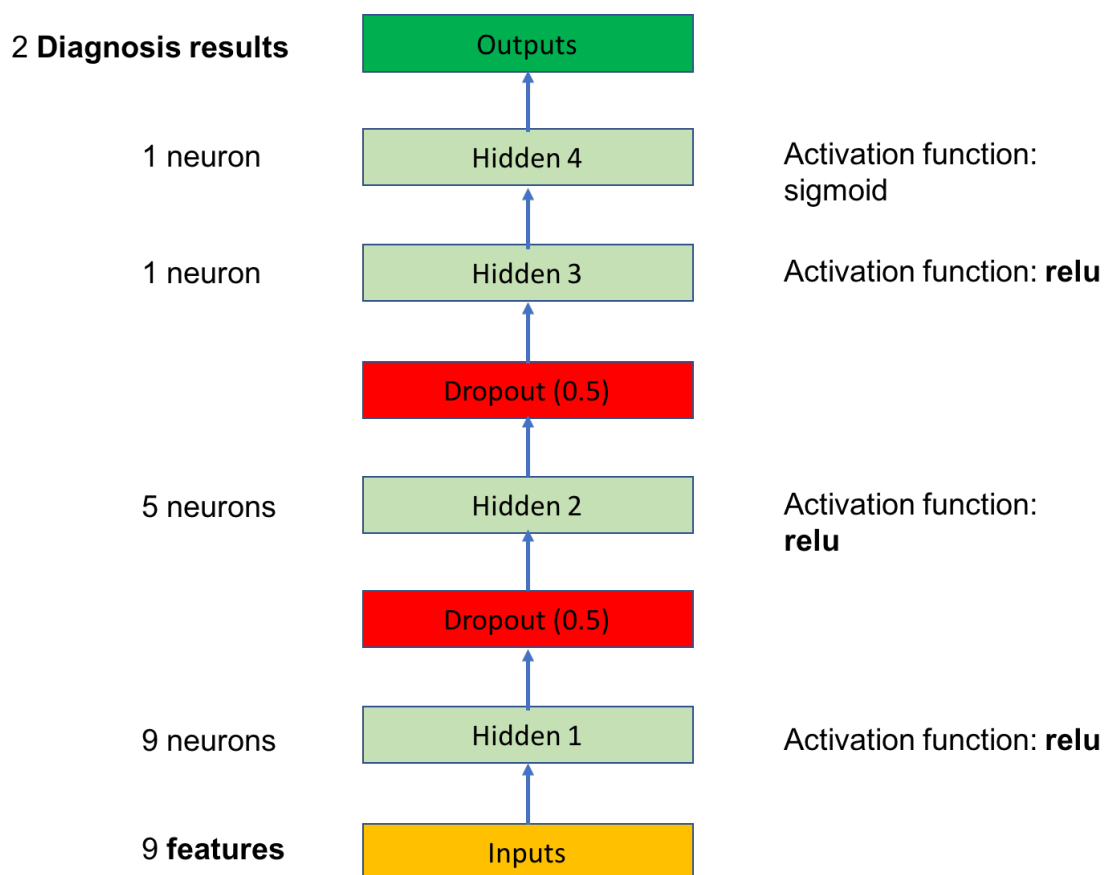 2 Diagnosis results
Outputs
1 neuron
Hidden 4
Activation function:
sigmoid
1 neuron
Hidden 3
Activation function: relu
Dropout (0.5)
5 neurons
Hidden 2
Activation function:
relu
Dropout (0.5)
9 neurons
Hidden 1
Activation function: relu
9 features
Inputs